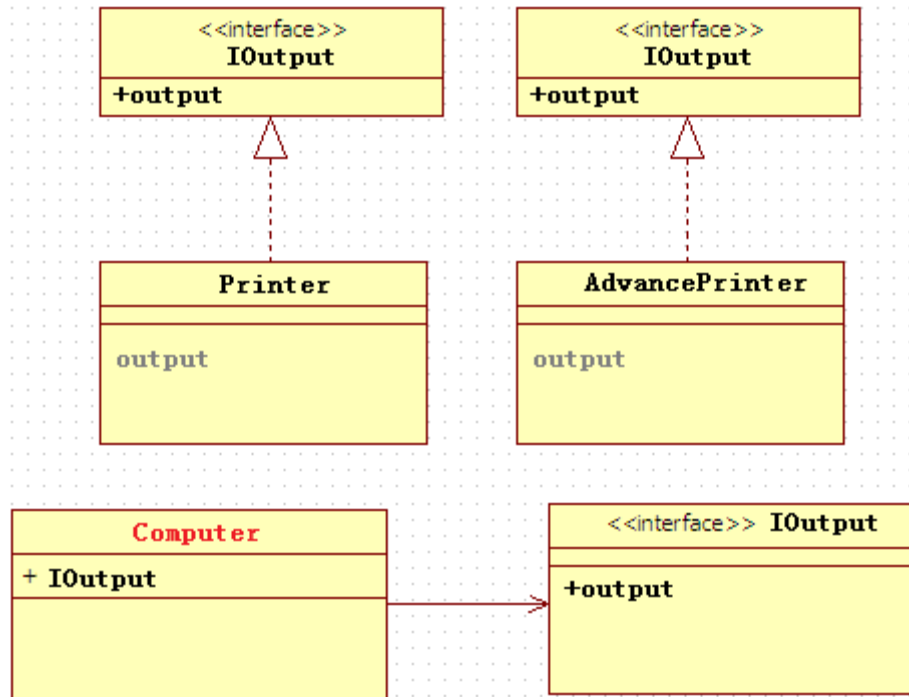 <<interface>>
IOutput
+output
<<interface>>
IOutput
+output
Printer
output
AdvancePrinter
output
Computer
+ IOutput
<<interface>> IOutput
+output